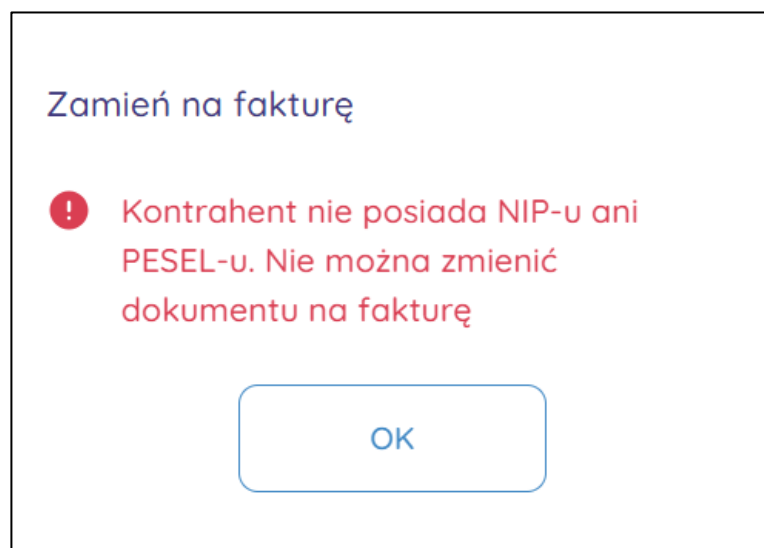 Zamień na fakturę
Kontrahent nie posiada NIP-u ani
PESEL-u. Nie można zmienić
dokumentu na fakturę
OK